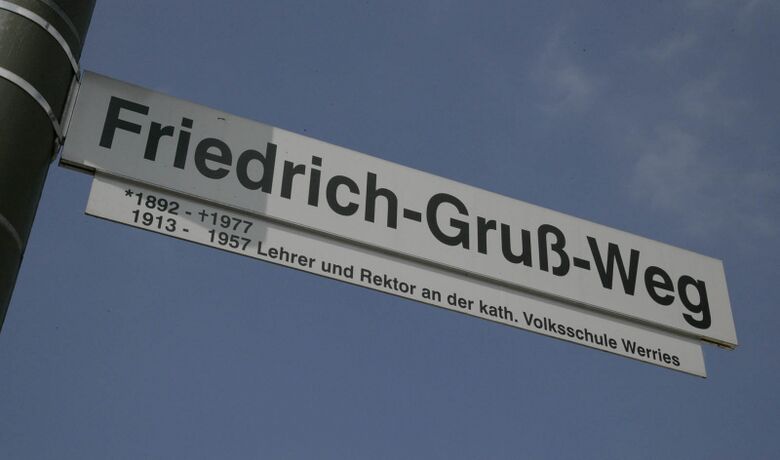 Friedrich-Gruß-Weg
*1892 - †1977
1913 - 1957 Lehrer und Rektor an der kath. Volksschule Werries